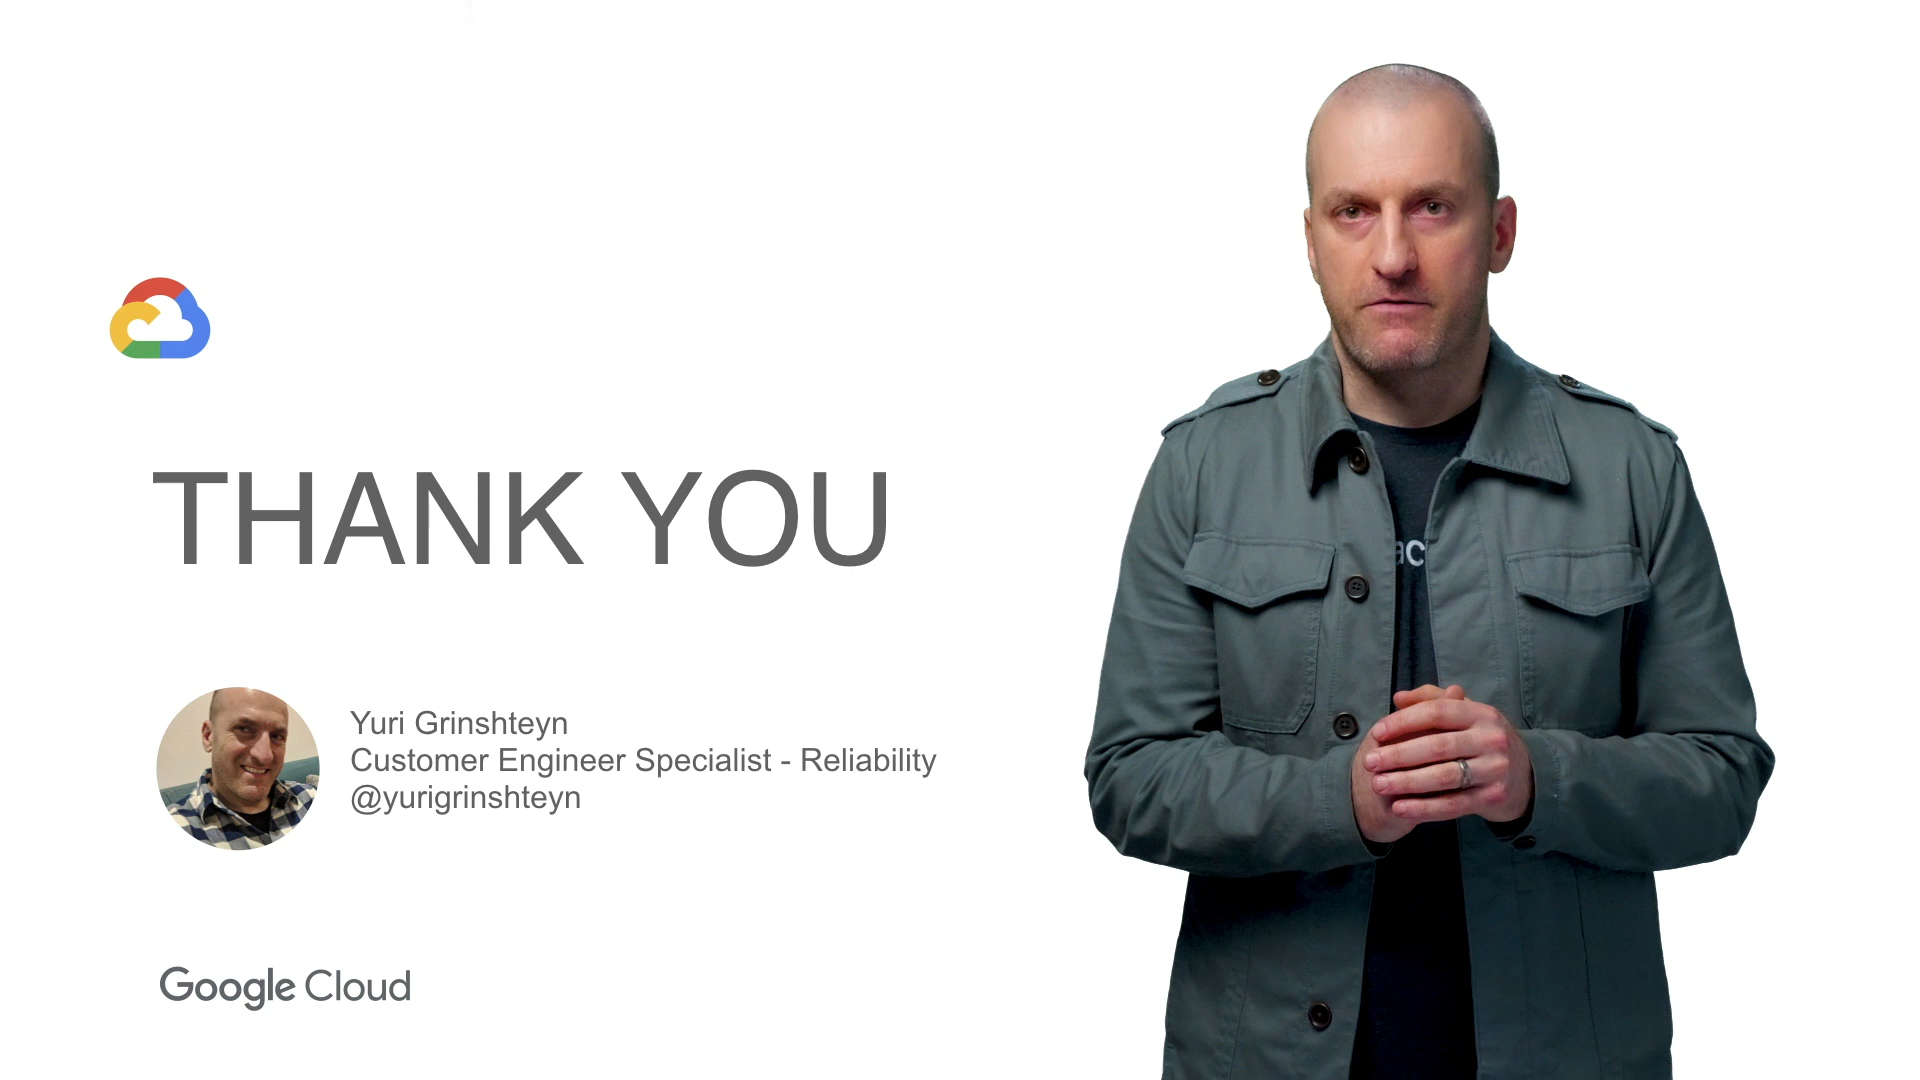 THANK YOU
Yuri Grinshteyn
Customer Engineer Specialist - Reliability
@yurigrinshteyn
Google Cloud